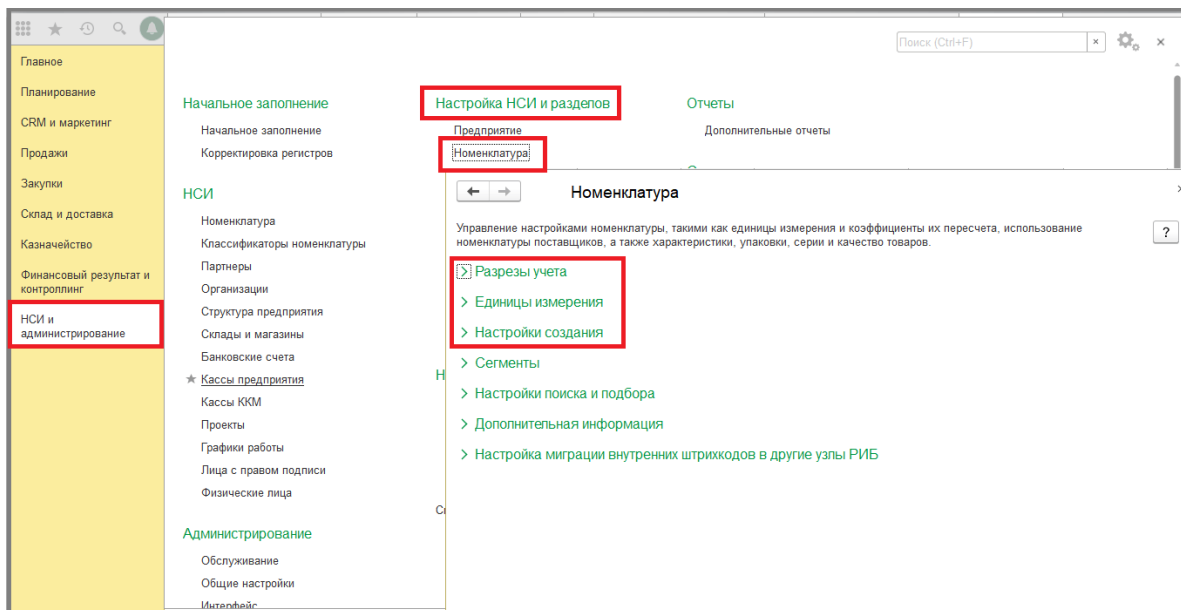 Поиск (Ctrl+F)
Главное
Планирование
CRM и маркетинг
Продажи
Закупки
Склад и доставка
Казначейство
Финансовый результат и
контроллинг
НСИ и
администрирование
Начальное заполнение
Начальное заполнение
Корректировка регистров
НСИ
Номенклатура
Классификаторы номенклатуры
Партнеры
Организации
Структура предприятия
Склады и магазины
Банковские счета
Кассы предприятия
Кассы ККМ
Проекты
Графики работы
Лица с правом подписи
Физические лица
Администрирование
Обслуживание
Общие настройки
Интерфейс
Настройка НСИ и разделов
Предприятие
Номенклатура
Отчеты
Дополнительные отчеты
Номенклатура
Управление настройками номенклатуры, такими как единицы измерения и коэффициенты их пересчета, использование
номенклатуры поставщиков, а также характеристики, упаковки, серии и качество товаров.
?
Разрезы учета
Единицы измерения
Настройки создания
Сегменты
Настройки поиска и подбора
Дополнительная информация
Настройка миграции внутренних штрихкодов в другие узлы РИБ